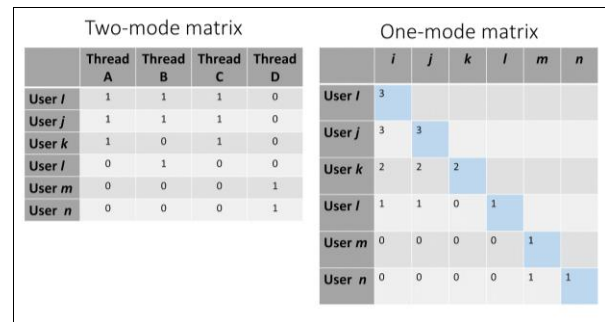 Two-mode matrix
Thread A Thread B Thread C Thread D
User I 1 1 1 0
User j 1 1 1 0
User k 1 0 1 0
User l 0 1 0 0
User m 0 0 0 1
User n 0 0 0 1
One-mode matrix
i j k l m n
User I 3
User j 3 3
User k 2 2 2
User l 1 1 0 1
User m 0 0 0 0 1
User n 0 0 0 0 1 1